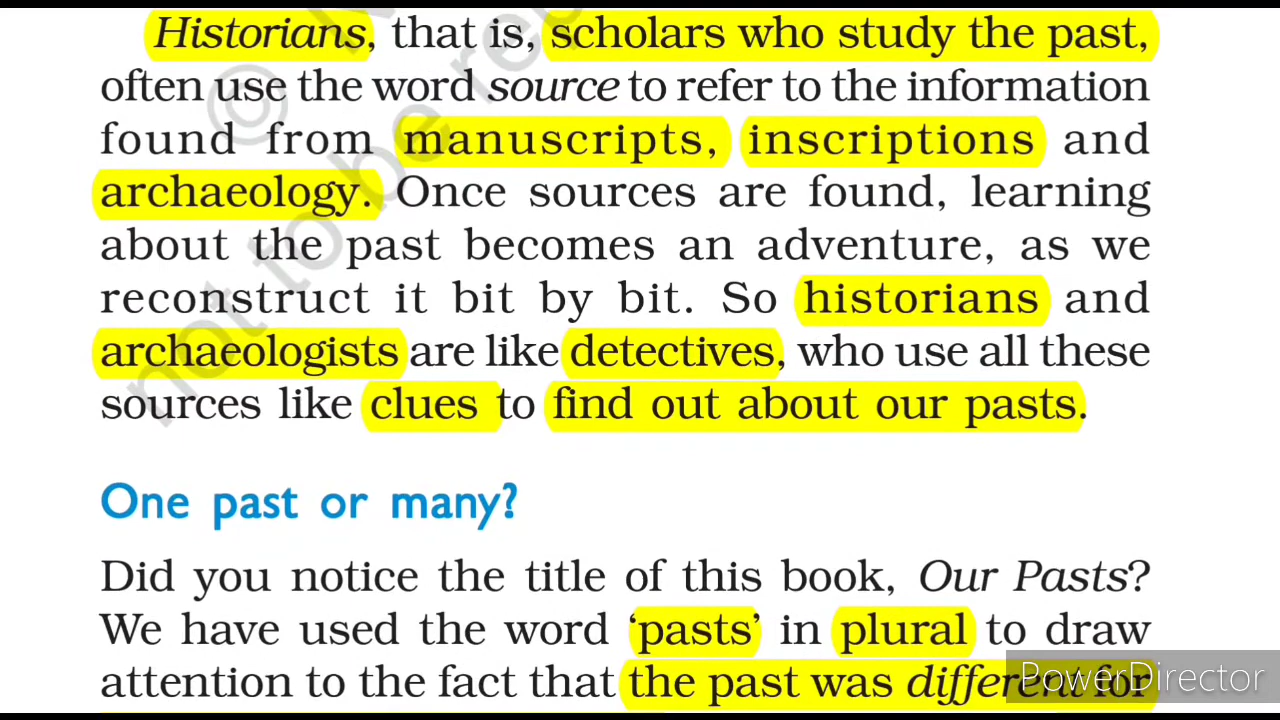 Historians, that is, scholars who study the past,
often use the word source to refer to the information
found from manuscripts, inscriptions and
archaeology. Once sources are found, learning
about the past becomes an adventure, as we
reconstruct it bit by bit. So historians and
archaeologists are like detectives, who use all these
sources like clues to find out about our pasts.
One past or many?
Did you notice the title of this book, Our Pasts?
We have used the word ‘pasts’ in plural to draw
attention to the fact that the past was different for
PowerDirector
© not to be